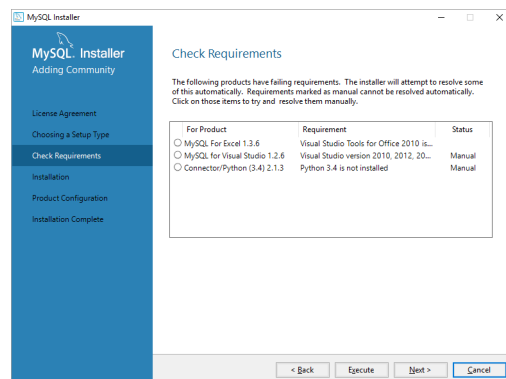 MySQL Installer
MySQL. Installer
Adding Community
License Agreement
Choosing a Setup Type
Check Requirements
Installation
Product Configuration
Installation Complete
Check Requirements
The following products have failing requirements. The installer will attempt to resolve some
of this automatically. Requirements marked as manual cannot be resolved automatically.
Click on those items to try and resolve them manually.
For Product Requirement Status
MySQL For Excel 1.3.6 Visual Studio Tools for Office 2010 is...
MySQL for Visual Studio 1.2.6 Visual Studio version 2010, 2012, 20... Manual
Connector/Python (3.4) 2.1.3 Python 3.4 is not installed Manual
< Back Execute Next > Cancel